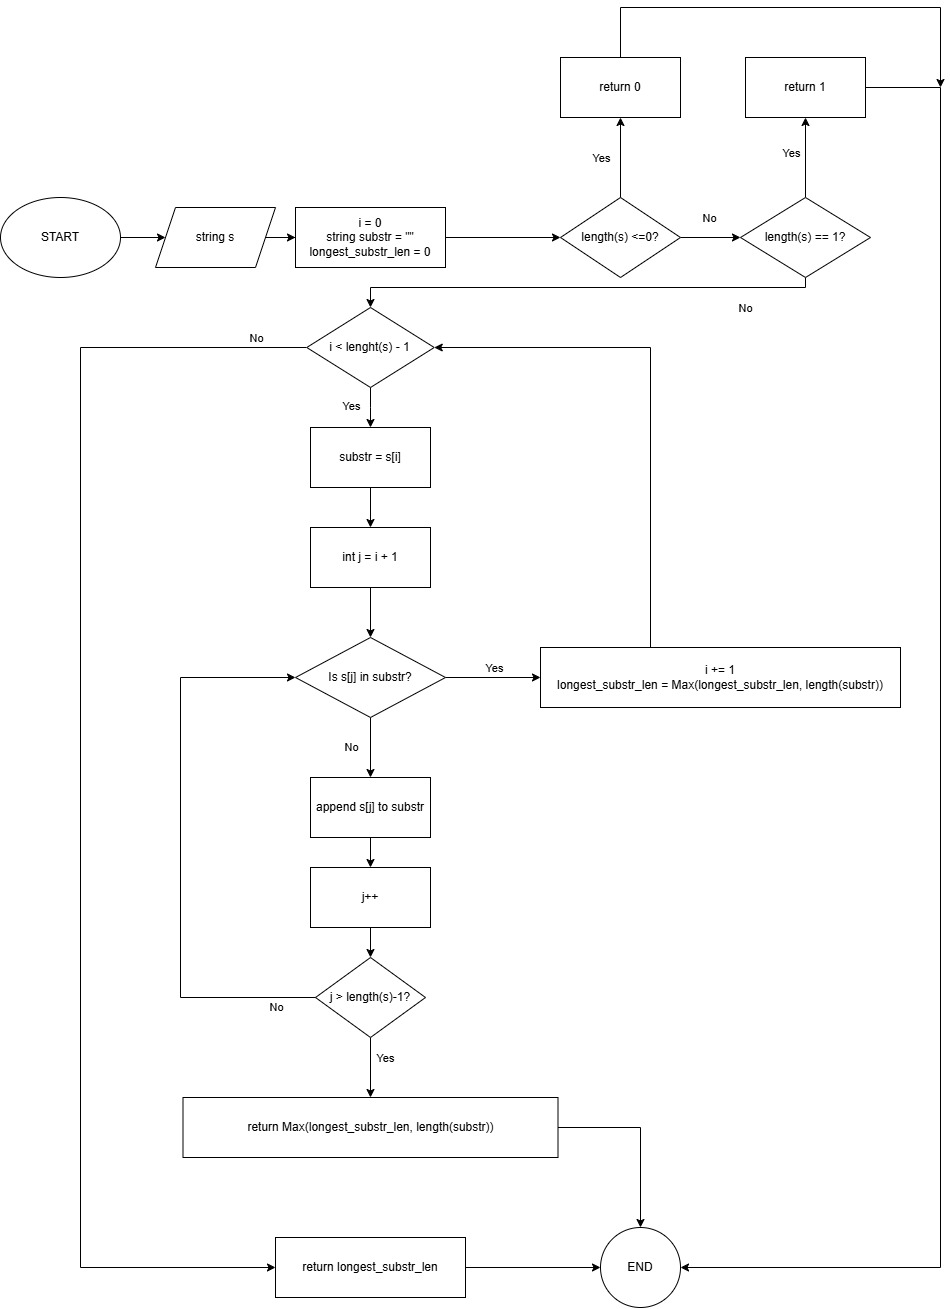 return 0
return 1
Yes
Yes
START
string s
i = 0
string substr = ""
longest_substr_len = 0
length(s) <=0?
No
length(s) == 1?
No
No
i < lenght(s) - 1
Yes
substr = s[i]
int j = i + 1
Is s[j] in substr?
Yes
i += 1
longest_substr_len = Max(longest_substr_len, length(substr))
No
append s[j] to substr
j++
j > length(s)-1?
No
Yes
return Max(longest_substr_len, length(substr))
return longest_substr_len
END